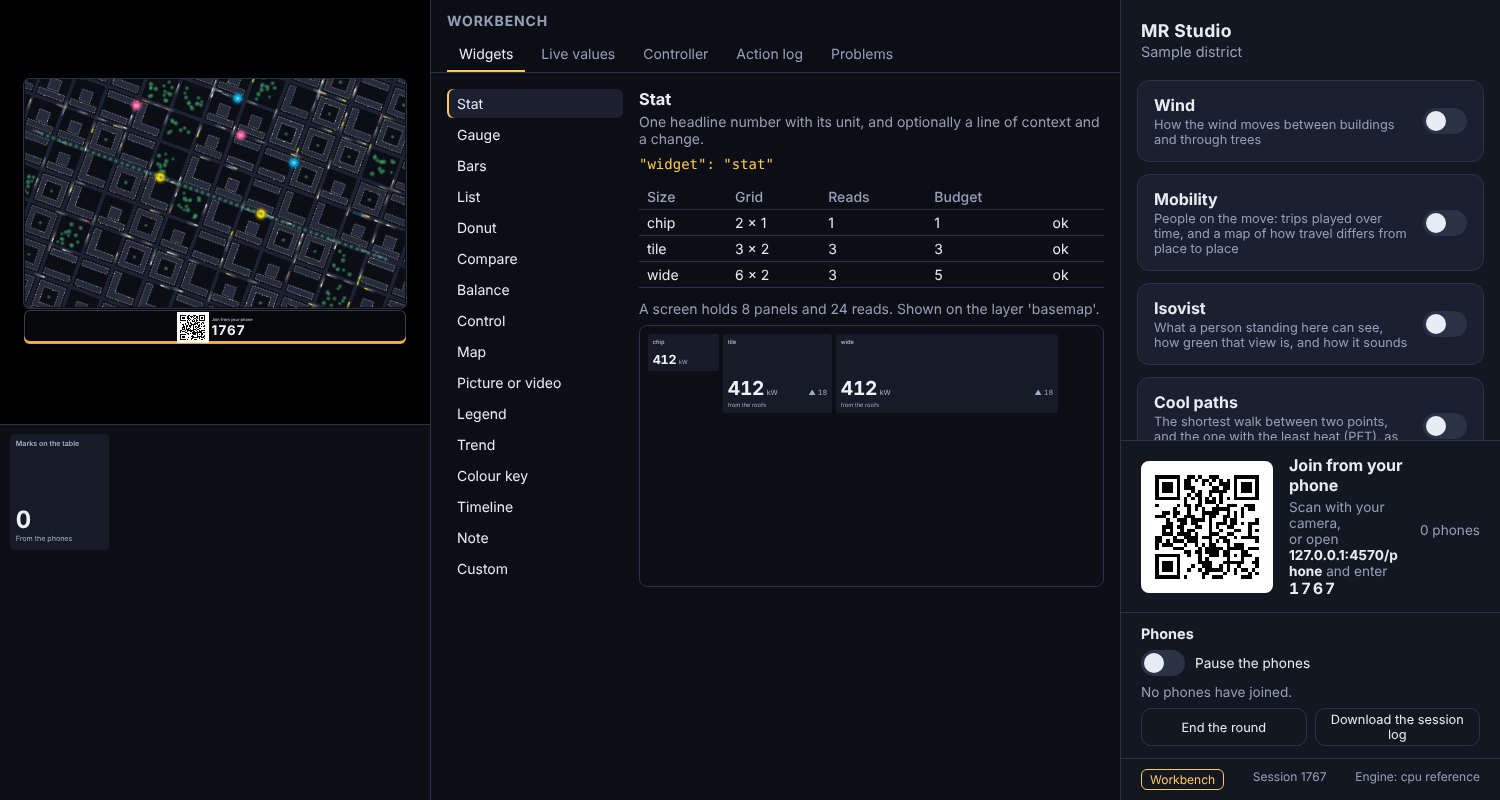 Join from your phone
1767
Marks on the table
0
From the phones
WORKBENCH
Widgets
Live values
Controller
Action log
Problems
Stat
Gauge
Bars
List
Donut
Compare
Balance
Control
Map
Picture or video
Legend
Trend
Colour key
Timeline
Note
Custom
Stat
One headline number with its unit, and optionally a line of context and
a change.
"widget": "stat"
Size Grid Reads Budget
chip 2 × 1 1 1 ok
tile 3 × 2 3 3 ok
wide 6 × 2 3 5 ok
A screen holds 8 panels and 24 reads. Shown on the layer 'basemap'.
chip
412 kW
tile
412 kW ▲ 18
from the roofs
wide
412 kW ▲ 18
from the roofs
MR Studio
Sample district
Wind
How the wind moves between buildings
and through trees
Mobility
People on the move: trips played over
time, and a map of how travel differs from
place to place
Isovist
What a person standing here can see,
how green that view is, and how it sounds
Cool paths
The shortest walk between two points,
and the one with the least heat (PET), as
Join from your
phone
Scan with your
camera,
or open
127.0.0.1:4570/p
hone and enter
1767
0 phones
Phones
Pause the phones
No phones have joined.
End the round
Download the session
log
Workbench
Session 1767
Engine: cpu reference